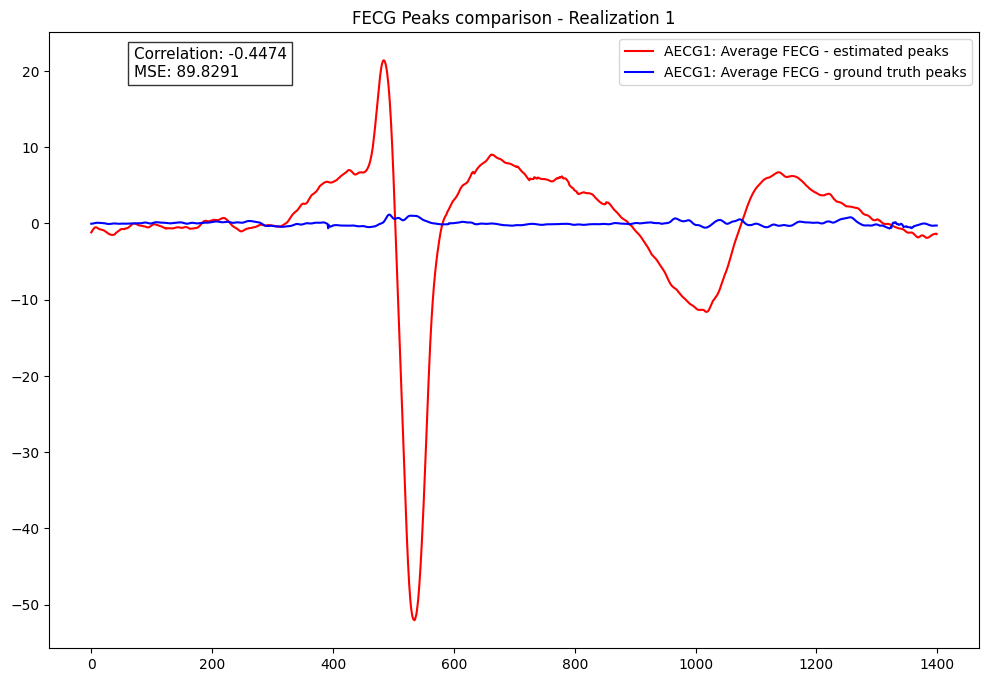 FECG Peaks comparison - Realization 1
Correlation: -0.4474
MSE: 89.8291
AECG1: Average FECG - estimated peaks
AECG1: Average FECG - ground truth peaks
20
10
0
−10
−20
−30
−40
−50
0 200 400 600 800 1000 1200 1400